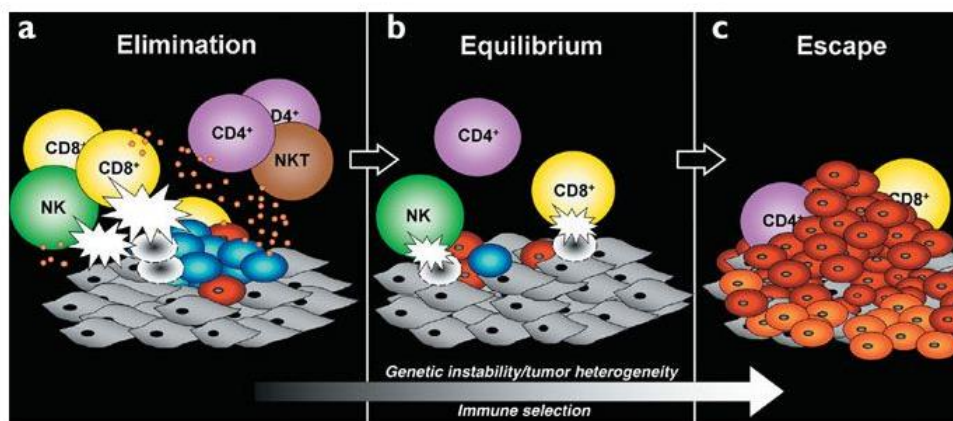 a
Elimination
b
Equilibrium
c
Escape
CD8⁺
CD8⁺
NK
CD4⁺
D4⁺
NKT
CD4⁺
NK
CD8⁺
CD4⁺
CD8⁺
Genetic instability/tumor heterogeneity
Immune selection